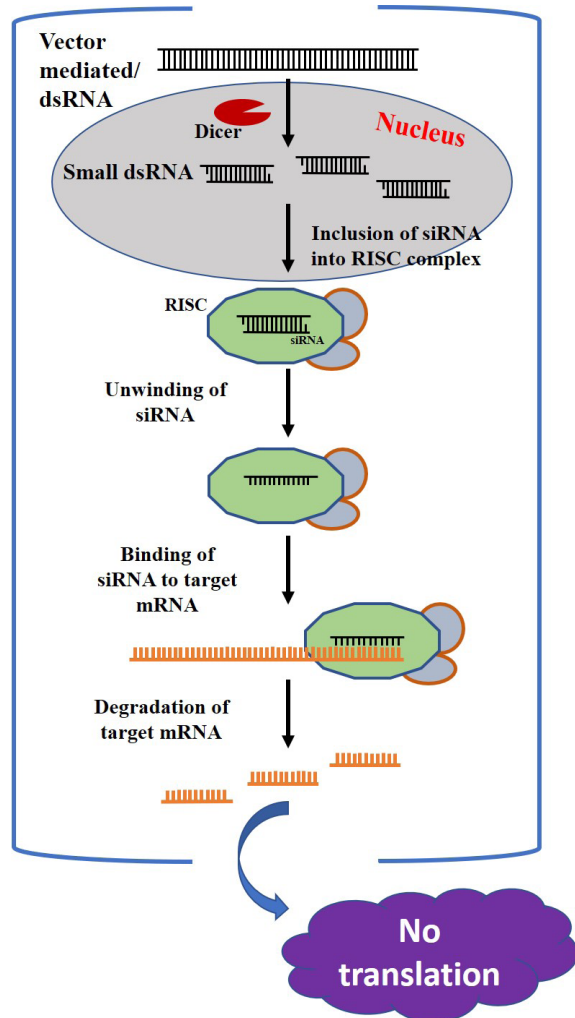 Vector
mediated/
dsRNA
Dicer
Nucleus
Small dsRNA
Inclusion of siRNA
into RISC complex
RISC
siRNA
Unwinding of
siRNA
Binding of
siRNA to target
mRNA
Degradation of
target mRNA
No
translation